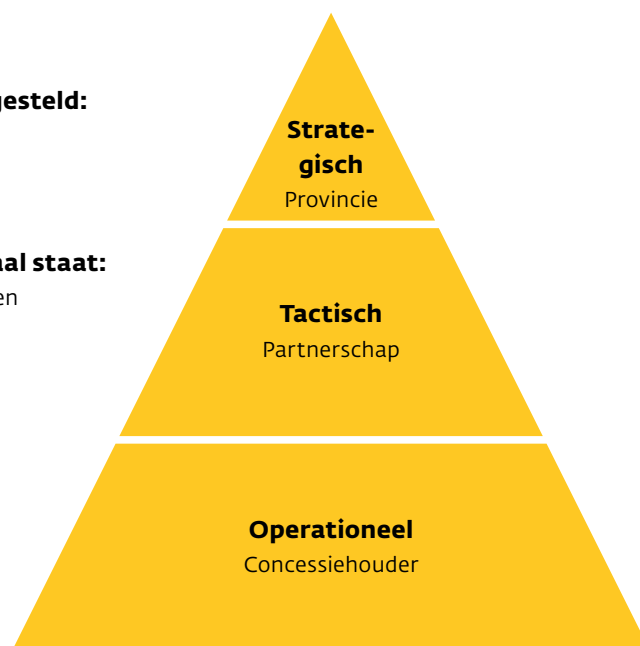 gesteld:
Strate-
gisch
Provincie
aal staat:
en
Tactisch
Partnerschap
Operationeel
Concessiehouder